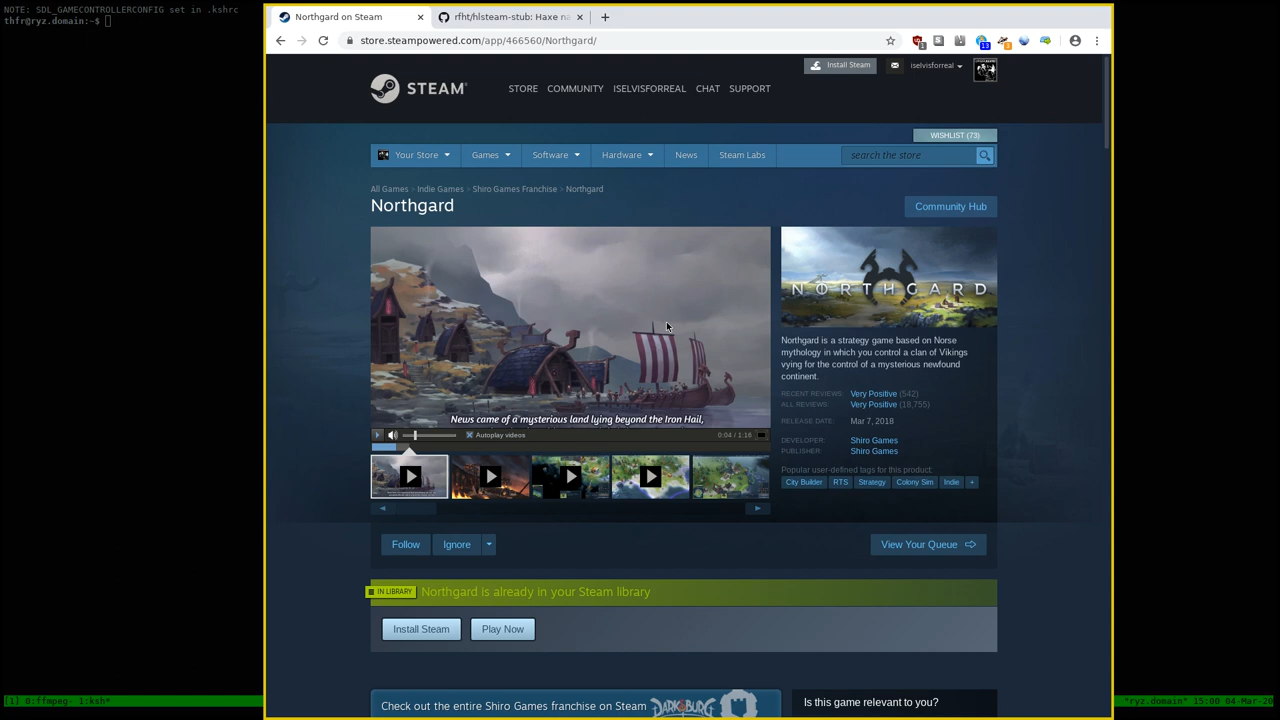 NOTE: SDL_GAMECONTROLLERCONFIG set in .kshrc
thfr@ryz.domain:~$
Northgard on Steam
rfht/hlsteam-stub: Haxe na
store.steampowered.com/app/466560/Northgard/
1
13
3
Install Steam
iselvisforreal
STEAM
STORE COMMUNITY ISELVISFORREAL CHAT SUPPORT
WISHLIST (73)
Your Store Games Software Hardware News Steam Labs
search the store
All Games > Indie Games > Shiro Games Franchise > Northgard
Northgard
Community Hub
NORTHGARD
News came of a mysterious land lying beyond the Iron Hail,
Autoplay videos
0:04 / 1:16
Northgard is a strategy game based on Norse
mythology in which you control a clan of Vikings
vying for the control of a mysterious newfound
continent.
RECENT REVIEWS: Very Positive (542)
ALL REVIEWS: Very Positive (18,755)
RELEASE DATE: Mar 7, 2018
DEVELOPER: Shiro Games
PUBLISHER: Shiro Games
Popular user-defined tags for this product:
City Builder RTS Strategy Colony Sim Indie +
Follow Ignore
View Your Queue
IN LIBRARY
Northgard is already in your Steam library
Install Steam Play Now
Check out the entire Shiro Games franchise on Steam
Is this game relevant to you?
[1] 0:ffmpeg- 1:ksh*
"ryz.domain" 15:00 04-Mar-20